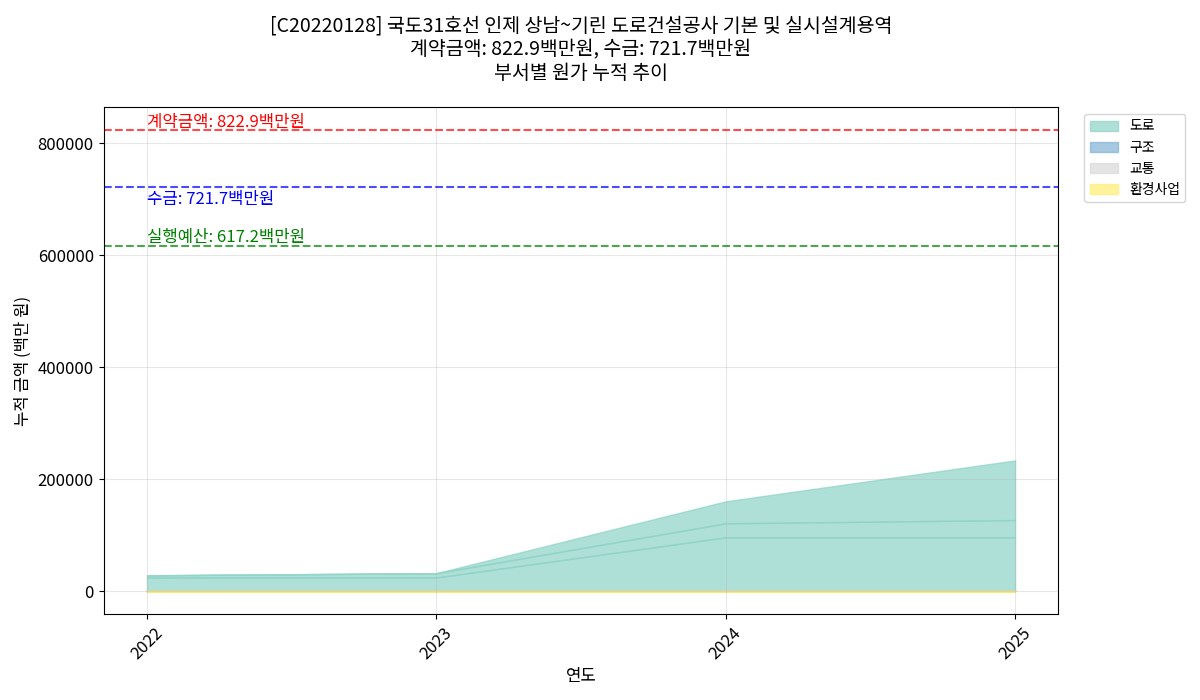 [C20220128] 국도31호선 인제 상남~기린 도로건설공사 기본 및 실시설계용역
계약금액: 822.9백만원, 수금: 721.7백만원
부서별 원가 누적 추이
계약금액: 822.9백만원
수금: 721.7백만원
실행예산: 617.2백만원
800000
600000
400000
200000
0
누적 금액 (백만 원)
2022
2023
2024
2025
연도
도로
구조
교통
환경사업